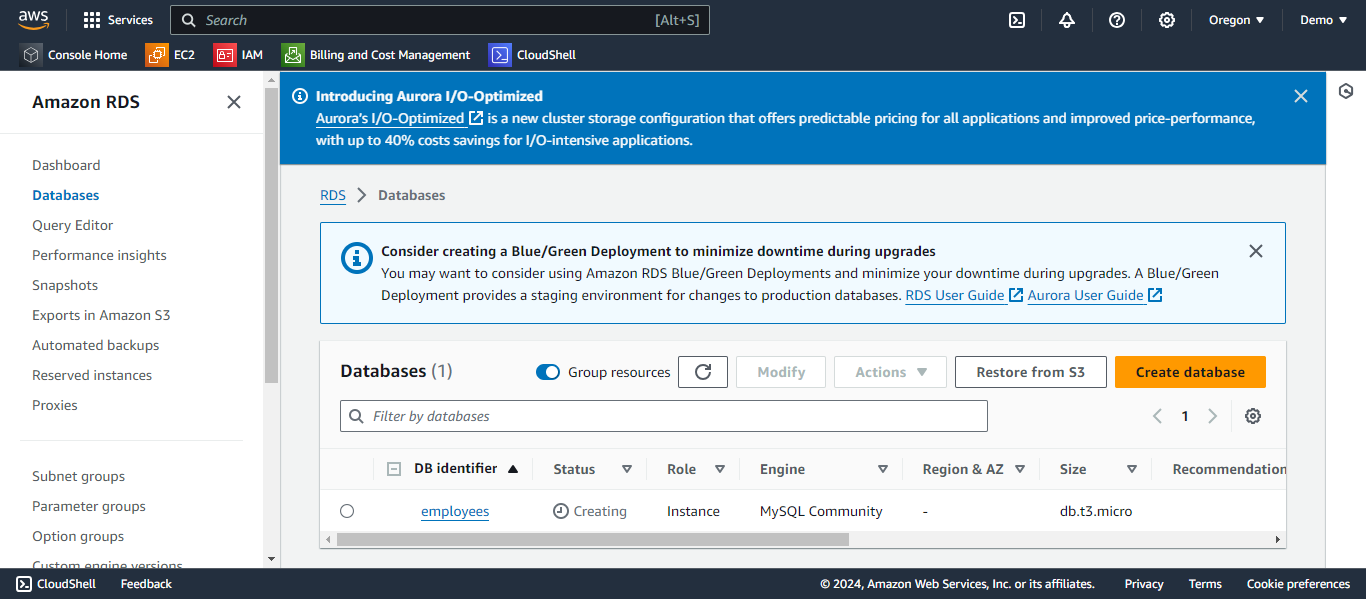 aws
Services
Search
[Alt+S]
Oregon ▼
Demo ▼
Console Home
EC2
IAM
Billing and Cost Management
CloudShell
Amazon RDS
Dashboard
Databases
Query Editor
Performance insights
Snapshots
Exports in Amazon S3
Automated backups
Reserved instances
Proxies
Subnet groups
Parameter groups
Option groups
Custom engine versions
Introducing Aurora I/O-Optimized
Aurora's I/O-Optimized is a new cluster storage configuration that offers predictable pricing for all applications and improved price-performance,
with up to 40% costs savings for I/O-intensive applications.
RDS > Databases
Consider creating a Blue/Green Deployment to minimize downtime during upgrades
You may want to consider using Amazon RDS Blue/Green Deployments and minimize your downtime during upgrades. A Blue/Green
Deployment provides a staging environment for changes to production databases. RDS User Guide Aurora User Guide
Databases (1)
Group resources
Modify
Actions ▼
Restore from S3
Create database
Filter by databases
1
DB identifier
Status
Role
Engine
Region & AZ
Size
Recommendation
employees
Creating
Instance
MySQL Community
-
db.t3.micro
CloudShell
Feedback
© 2024, Amazon Web Services, Inc. or its affiliates.
Privacy
Terms
Cookie preferences